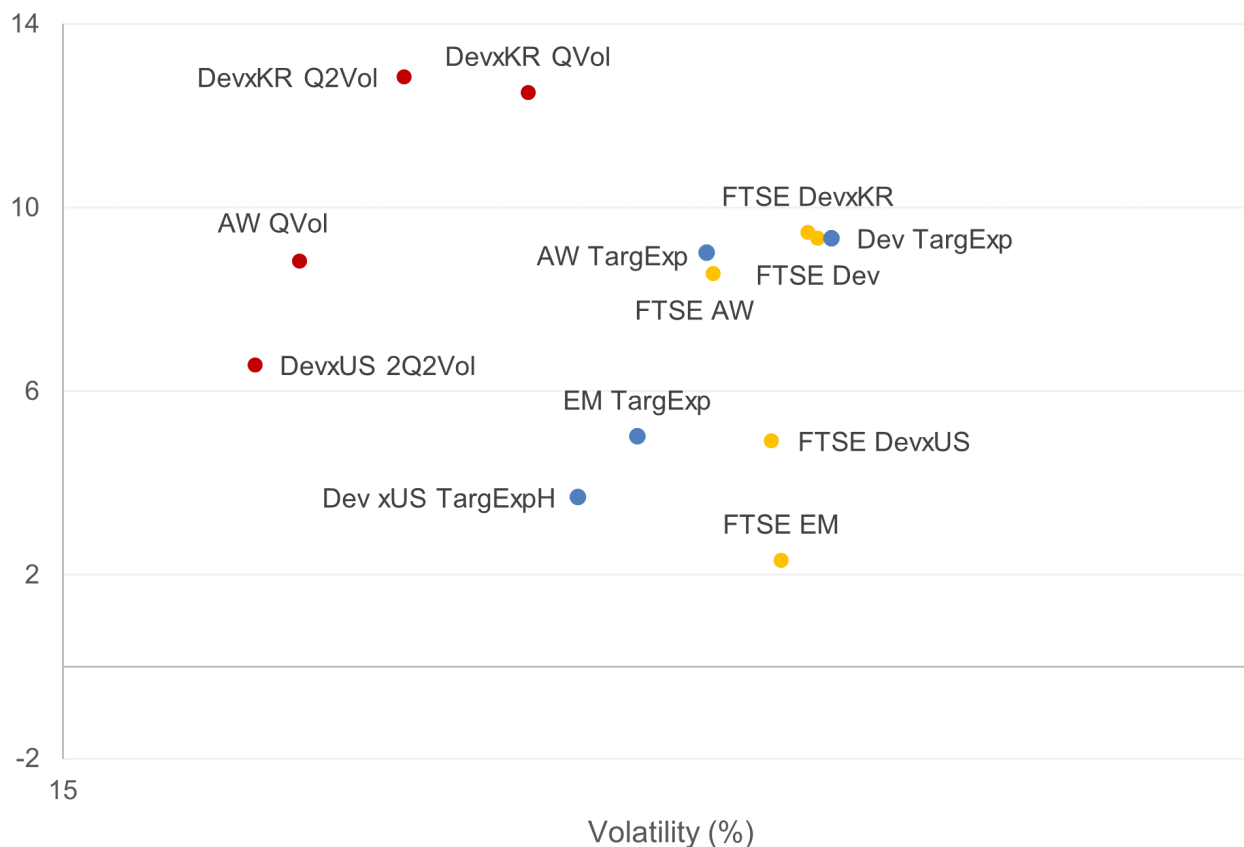 14
DevxKR QVol
DevxKR Q2Vol
10
FTSE DevxKR
AW QVol
Dev TargExp
AW TargExp
FTSE Dev
FTSE AW
DevxUS 2Q2Vol
6
EM TargExp
FTSE DevxUS
Dev xUS TargExpH
FTSE EM
2
-2
15
Volatility (%)